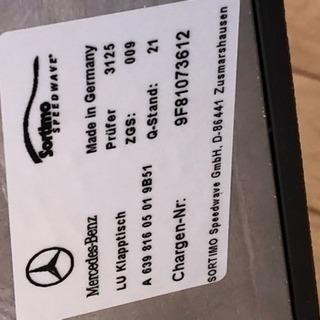 Sortimo
SPEEDWAVE®
Made in Germany
Prüfer 3125
ZGS: 009
Q-Stand: 21
Mercedes-Benz
LU Klapptisch
A 639 816 05 01 9B51
Chargen-Nr: 9F81073612
SORTIMO Speedwave GmbH, D-86441 Zusmarshausen